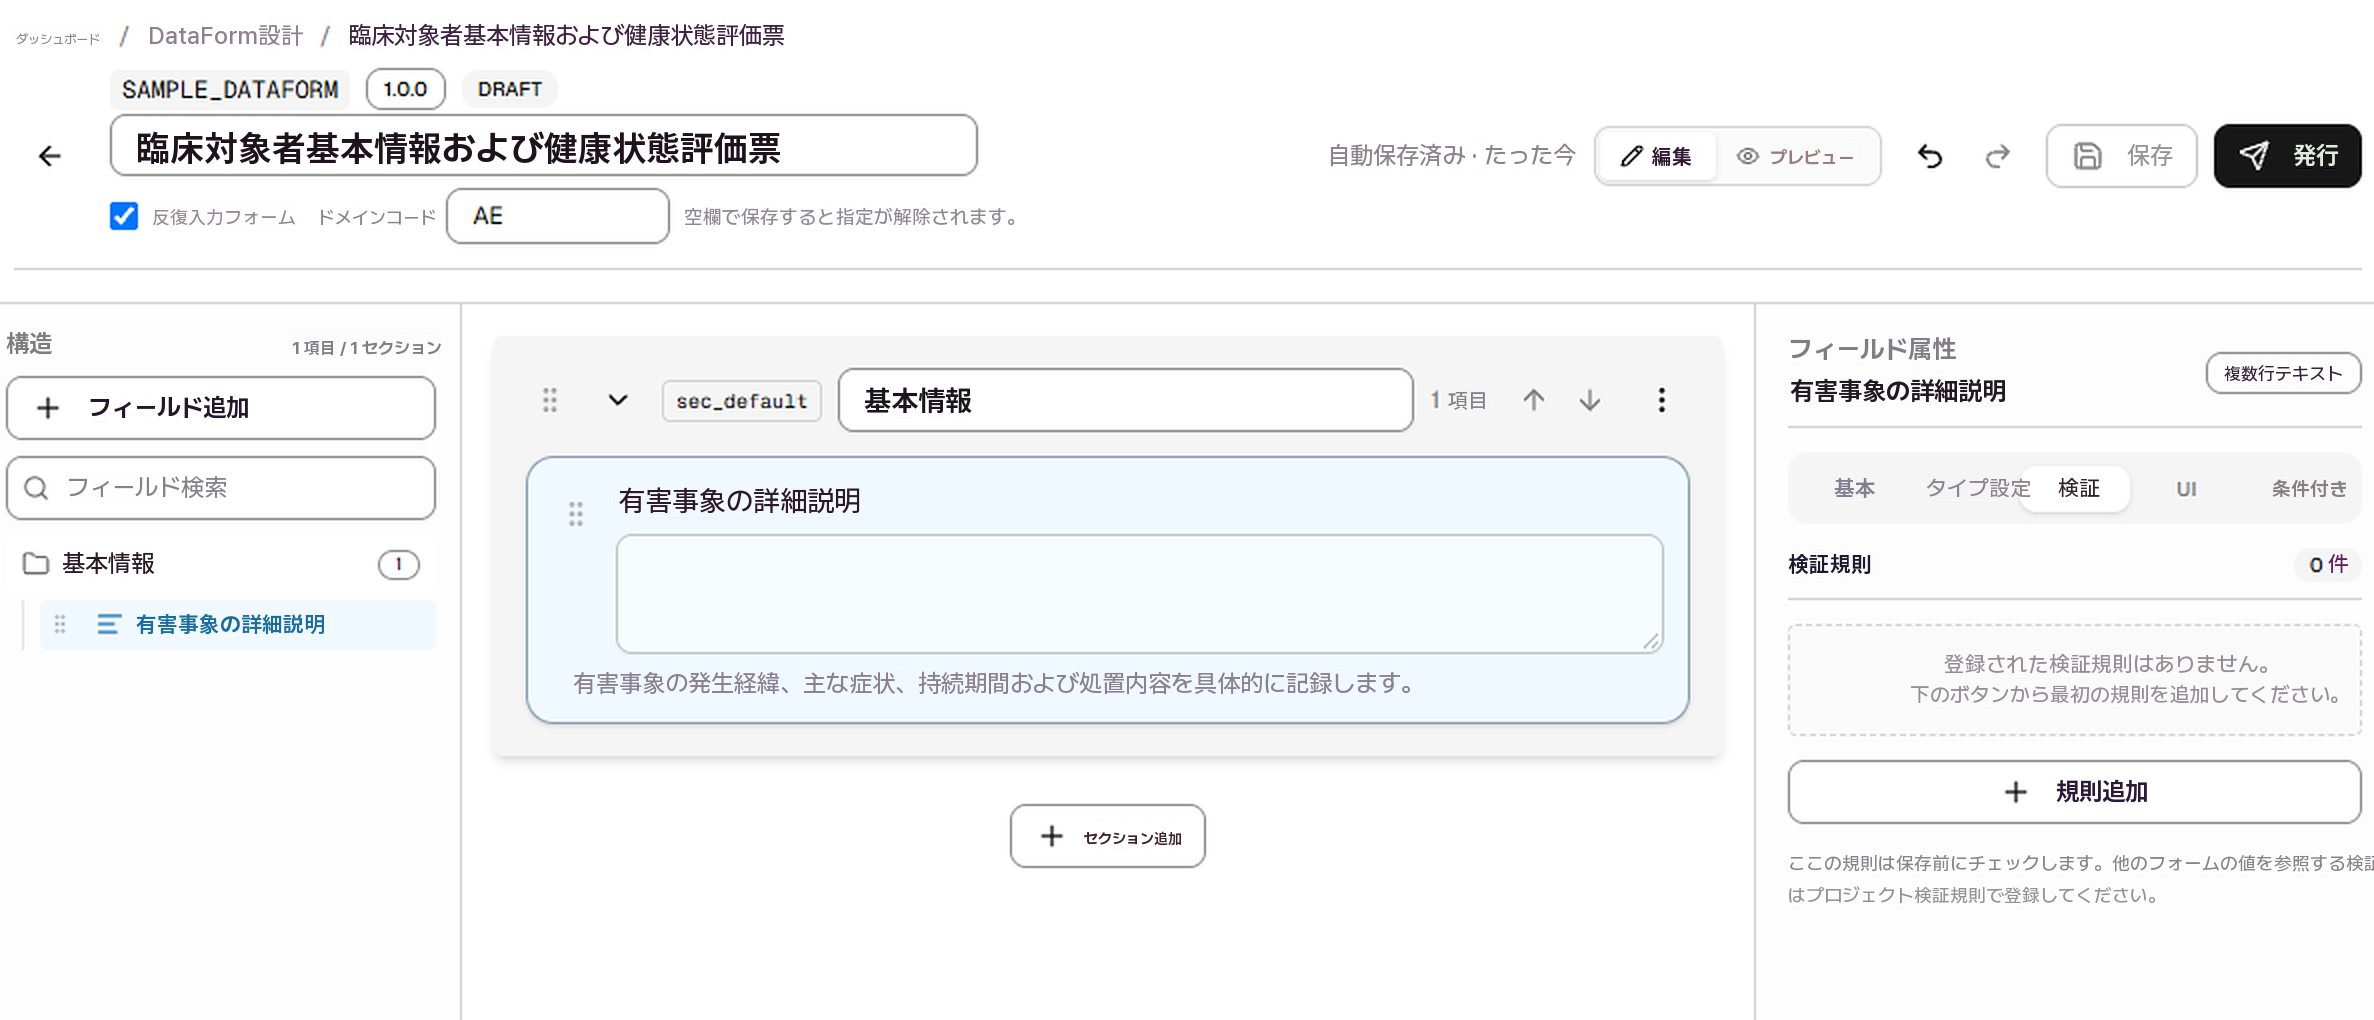 ダッシュボード / DataForm設計 / 臨床対象者基本情報および健康状態評価票
SAMPLE_DATAFORM 1.0.0 DRAFT
臨床対象者基本情報および健康状態評価票
自動保存済み · たった今 編集 プレビュー 保存 発行
反復入力フォーム ドメインコード AE 空欄で保存すると指定が解除されます。
構造 1 項目 / 1 セクション
フィールド追加
フィールド検索
基本情報 1
有害事象の詳細説明
sec_default 基本情報 1 項目
有害事象の詳細説明
有害事象の発生経緯、主な症状、持続期間および処置内容を具体的に記録します。
セクション追加
フィールド属性
有害事象の詳細説明 複数行テキスト
基本 タイプ設定 検証 UI 条件付き
検証規則 0 件
登録された検証規則はありません。
下のボタンから最初の規則を追加してください。
規則追加
ここの規則は保存前にチェックします。他のフォームの値を参照する検証
はプロジェクト検証規則で登録してください。